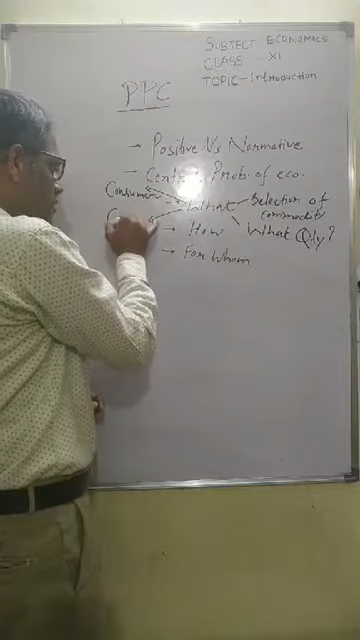 SUBJECT - ECONOMICS
CLASS - XI
TOPIC - Introduction
PPC
→ Positive Vs Normative
→ Prob. of eco.
Consumer
What
Selection of commodity
→ How
What Qty?
→ For Whom